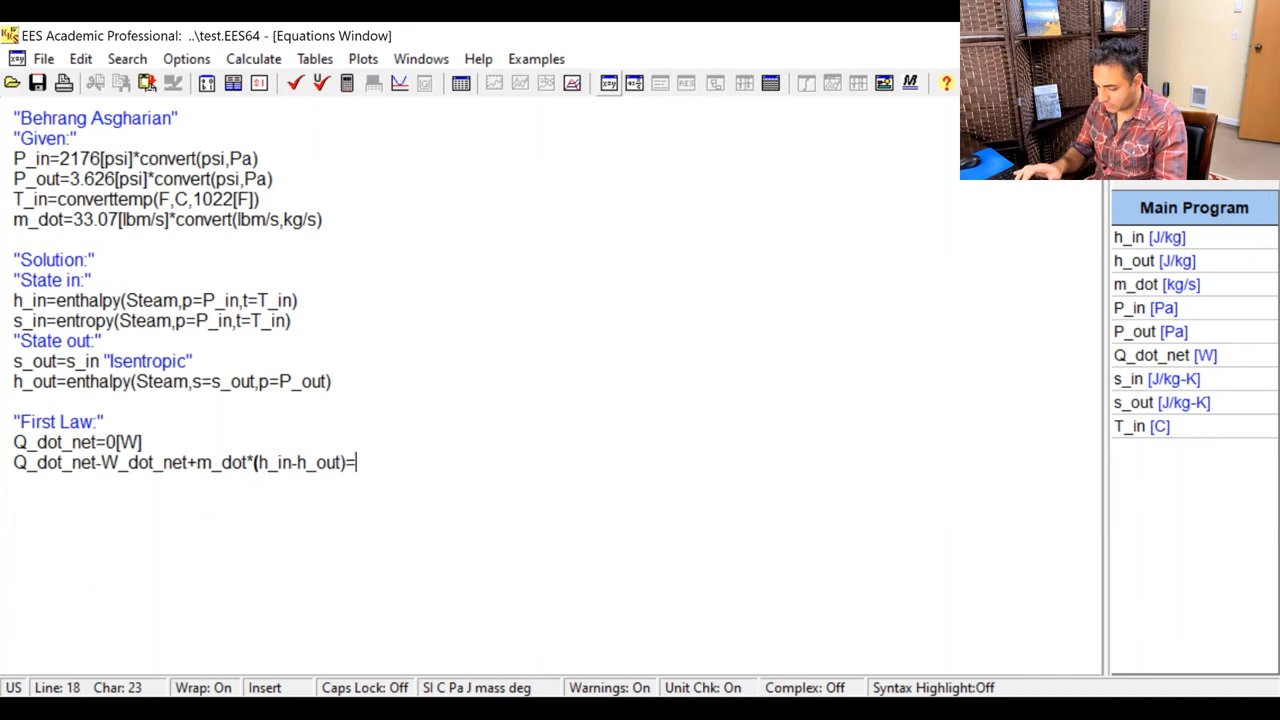 EES Academic Professional: ..\test.EES64 - [Equations Window]
File Edit Search Options Calculate Tables Plots Windows Help Examples
"Behrang Asgharian"
"Given:"
P_in=2176[psi]*convert(psi,Pa)
P_out=3.626[psi]*convert(psi,Pa)
T_in=converttemp(F,C,1022[F])
m_dot=33.07[lbm/s]*convert(lbm/s,kg/s)
"Solution:"
"State in:"
h_in=enthalpy(Steam,p=P_in,t=T_in)
s_in=entropy(Steam,p=P_in,t=T_in)
"State out:"
s_out=s_in "Isentropic"
h_out=enthalpy(Steam,s=s_out,p=P_out)
"First Law:"
Q_dot_net=0[W]
Q_dot_net-W_dot_net+m_dot*(h_in-h_out)=
Main Program
h_in [J/kg]
h_out [J/kg]
m_dot [kg/s]
P_in [Pa]
P_out [Pa]
Q_dot_net [W]
s_in [J/kg-K]
s_out [J/kg-K]
T_in [C]
US Line: 18 Char: 23 Wrap: On Insert Caps Lock: Off SI C Pa J mass deg Warnings: On Unit Chk: On Complex: Off Syntax Highlight:Off